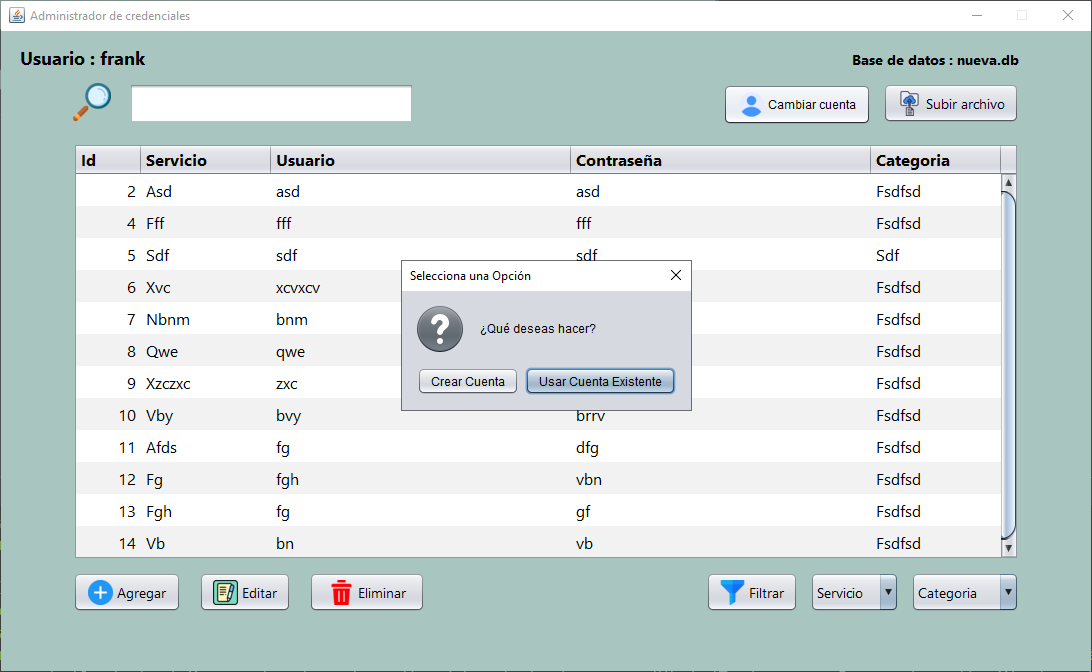 Administrador de credenciales
Usuario : frank
Base de datos : nueva.db
Cambiar cuenta
Subir archivo
Id Servicio Usuario Contraseña Categoria
2 Asd asd asd Fsdfsd
4 Fff fff fff Fsdfsd
5 Sdf sdf sdf Sdf
6 Xvc xcvxcv Fsdfsd
7 Nbnm bnm Fsdfsd
8 Qwe qwe Fsdfsd
9 Xzczxc zxc Fsdfsd
10 Vby bvy brrv Fsdfsd
11 Afds fg dfg Fsdfsd
12 Fg fgh vbn Fsdfsd
13 Fgh fg gf Fsdfsd
14 Vb bn vb Fsdfsd
Selecciona una Opción
¿Qué deseas hacer?
Crear Cuenta Usar Cuenta Existente
Agregar Editar Eliminar Filtrar Servicio Categoria